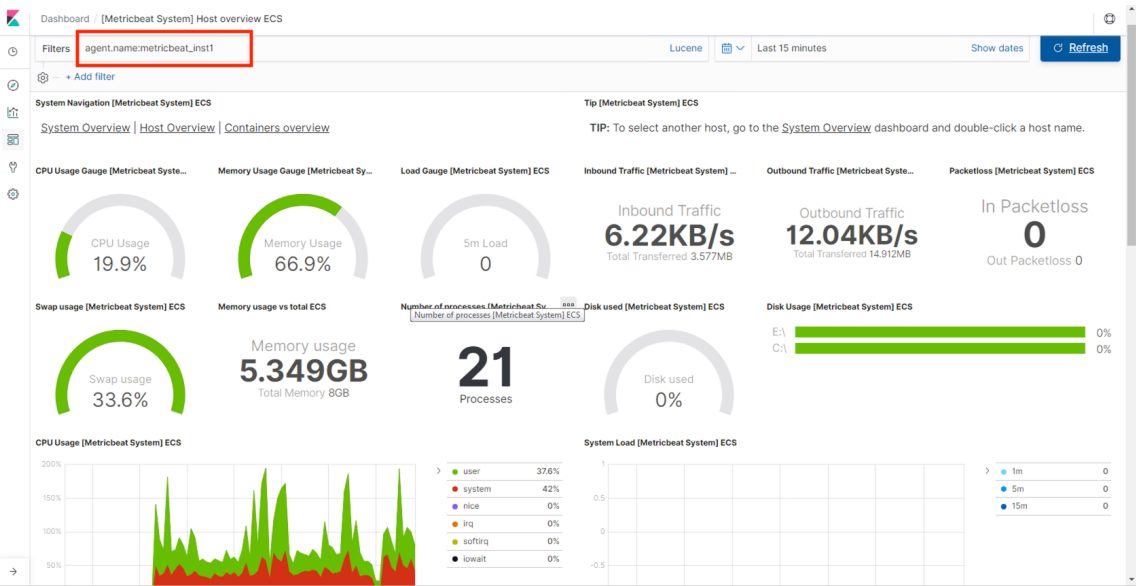 Dashboard / [Metricbeat System] Host overview ECS
Filters agent.name:metricbeat_inst1 Lucene Last 15 minutes Show dates Refresh
+ Add filter
System Navigation [Metricbeat System] ECS
Tip [Metricbeat System] ECS
System Overview | Host Overview | Containers overview
TIP: To select another host, go to the System Overview dashboard and double-click a host name.
CPU Usage Gauge [Metricbeat Syste...
Memory Usage Gauge [Metricbeat Sy...
Load Gauge [Metricbeat System] ECS
Inbound Traffic [Metricbeat System] ...
Outbound Traffic [Metricbeat Syste...
Packetloss [Metricbeat System] ECS
CPU Usage
19.9%
Memory Usage
66.9%
5m Load
0
Inbound Traffic
6.22KB/s
Total Transferred 3.577MB
Outbound Traffic
12.04KB/s
Total Transferred 14.912MB
In Packetloss
0
Out Packetloss 0
Swap usage [Metricbeat System] ECS
Memory usage vs total ECS
Number of processes [Metricbeat Sy...
Number of processes [Metricbeat System] ECS
Disk used [Metricbeat System] ECS
Disk Usage [Metricbeat System] ECS
Swap usage
33.6%
Memory usage
5.349GB
Total Memory 8GB
21
Processes
Disk used
0%
E:\ 0%
C:\ 0%
CPU Usage [Metricbeat System] ECS
200%
150%
100%
50%
user 37.6%
system 42%
nice 0%
irq 0%
softirq 0%
iowait 0%
System Load [Metricbeat System] ECS
1
0.5
0
-0.5
1m 0
5m 0
15m 0